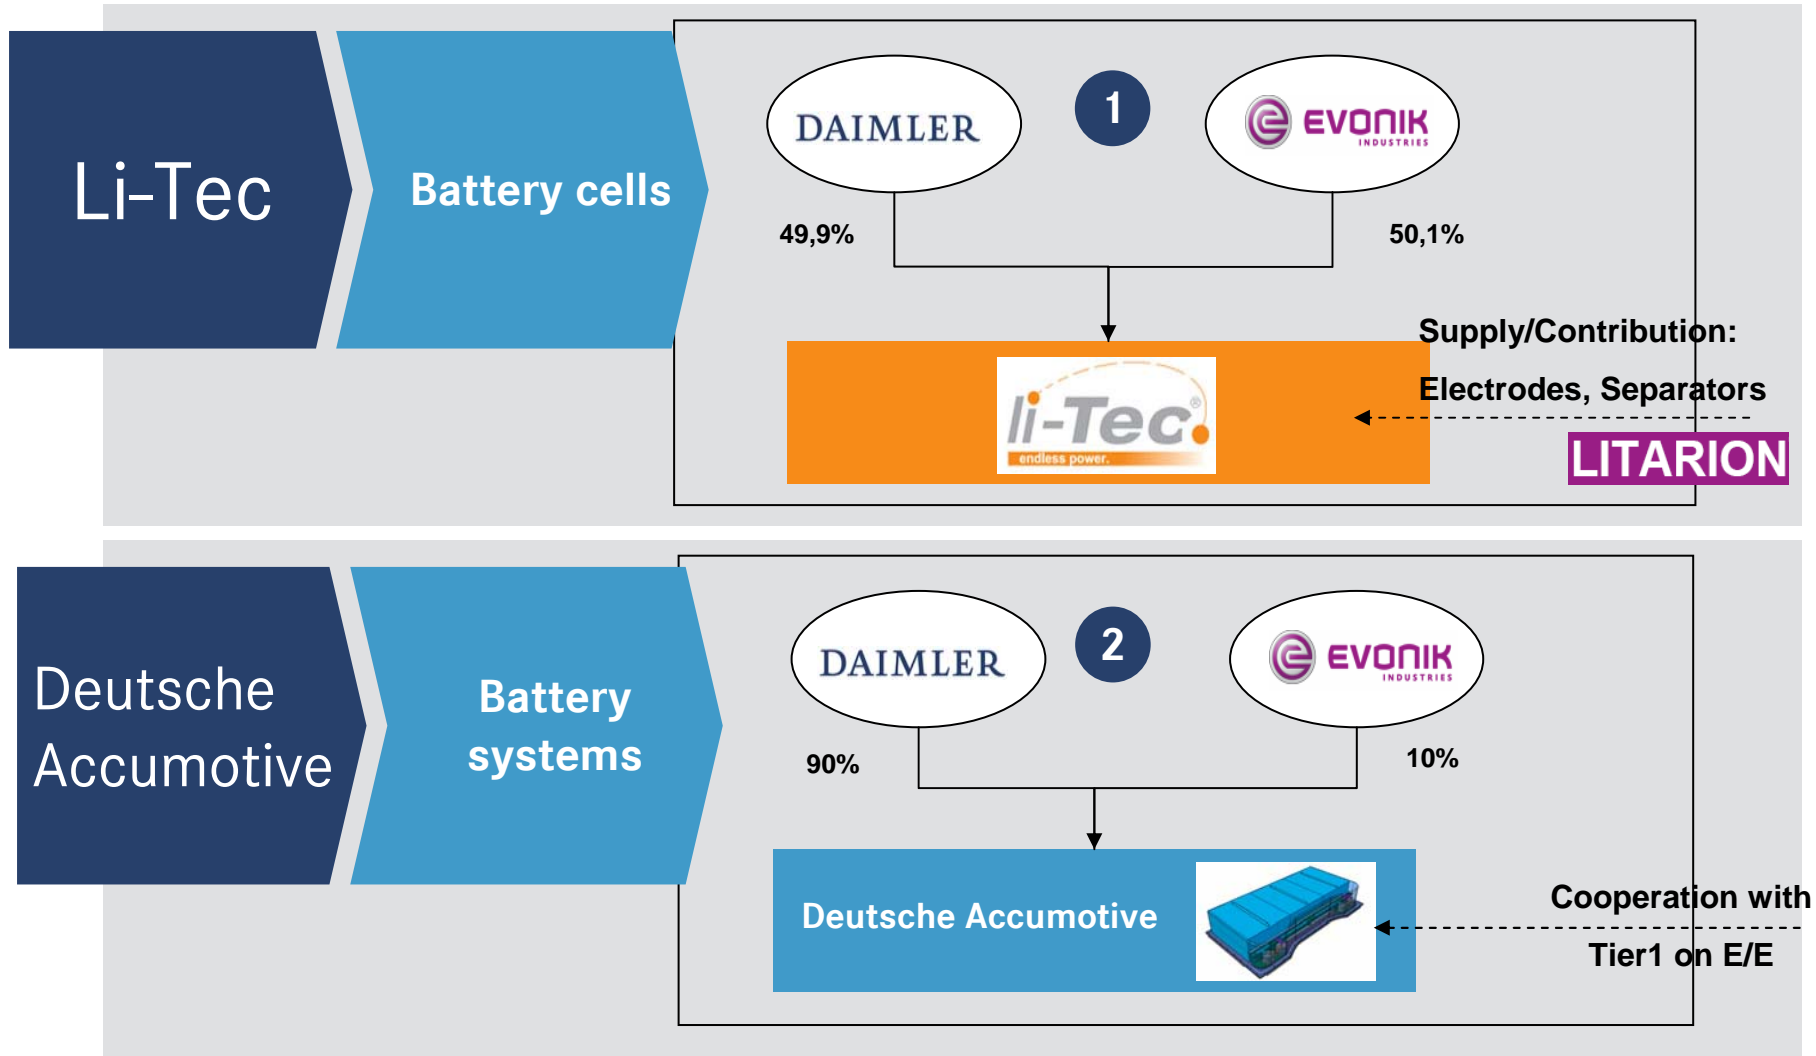 Li-Tec
Battery cells
DAIMLER
1
EVONIK
INDUSTRIES
49,9%
50,1%
Supply/Contribution:
Electrodes, Separators
li-Tec®
endless power.
LITARION
Deutsche
Accumotive
Battery
systems
DAIMLER
2
EVONIK
INDUSTRIES
90%
10%
Deutsche Accumotive
Cooperation with
Tier1 on E/E